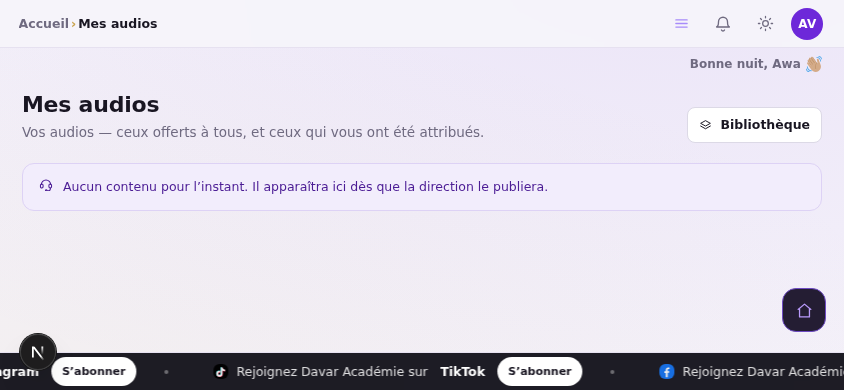 Accueil › Mes audios
AV
Bonne nuit, Awa 👋🏽
Mes audios
Vos audios — ceux offerts à tous, et ceux qui vous ont été attribués.
Bibliothèque
Aucun contenu pour l’instant. Il apparaîtra ici dès que la direction le publiera.
N
agram S’abonner • Rejoignez Davar Académie sur TikTok S’abonner • Rejoignez Davar Académie